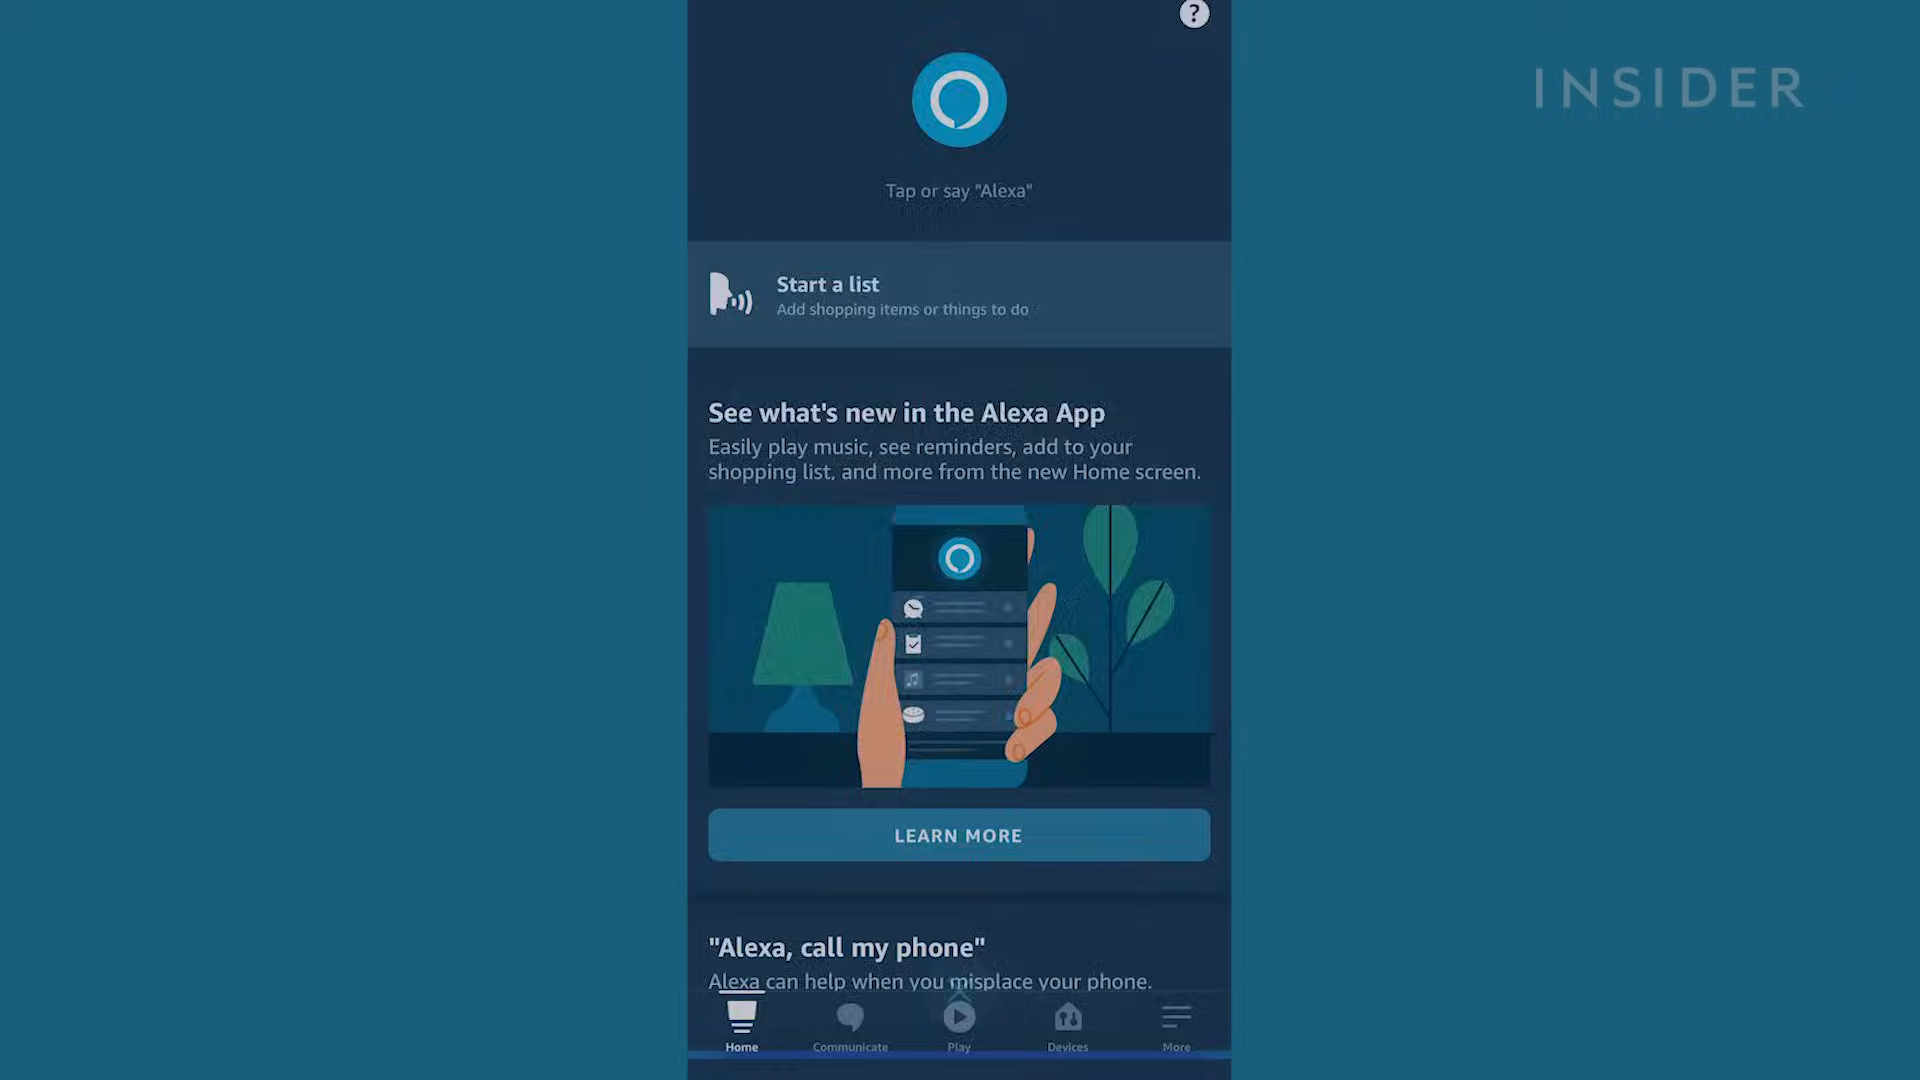 ?
INSIDER
Tap or say "Alexa"
Start a list
Add shopping items or things to do
See what's new in the Alexa App
Easily play music, see reminders, add to your
shopping list, and more from the new Home screen.
LEARN MORE
"Alexa, call my phone"
Alexa can help when you misplace your phone.
Home
Communicate
Play
Devices
More